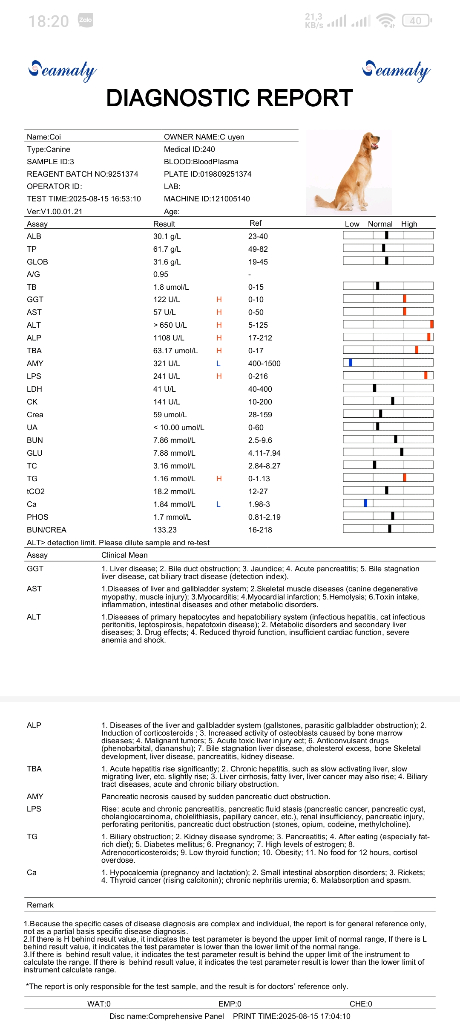 18:20 Zalo 21,3 KB/s 40
Seamaty Seamaty
DIAGNOSTIC REPORT
Name:Coi OWNER NAME:C uyen
Type:Canine Medical ID:240
SAMPLE ID:3 BLOOD:BloodPlasma
REAGENT BATCH NO:9251374 PLATE ID:019809251374
OPERATOR ID: LAB:
TEST TIME:2025-08-15 16:53:10 MACHINE ID:121005140
Ver:V1.00.01.21 Age:
Assay Result Ref Low Normal High
ALB 30.1 g/L 23-40
TP 61.7 g/L 49-82
GLOB 31.6 g/L 19-45
A/G 0.95 -
TB 1.8 umol/L 0-15
GGT 122 U/L H 0-10
AST 57 U/L H 0-50
ALT > 650 U/L H 5-125
ALP 1108 U/L H 17-212
TBA 63.17 umol/L H 0-17
AMY 321 U/L L 400-1500
LPS 241 U/L H 0-216
LDH 41 U/L 40-400
CK 141 U/L 10-200
Crea 59 umol/L 28-159
UA < 10.00 umol/L 0-60
BUN 7.86 mmol/L 2.5-9.6
GLU 7.88 mmol/L 4.11-7.94
TC 3.16 mmol/L 2.84-8.27
TG 1.16 mmol/L H 0-1.13
tCO2 18.2 mmol/L 12-27
Ca 1.84 mmol/L L 1.98-3
PHOS 1.7 mmol/L 0.81-2.19
BUN/CREA 133.23 16-218
ALT> detection limit. Please dilute sample and re-test
Assay Clinical Mean
GGT 1. Liver disease; 2. Bile duct obstruction; 3. Jaundice; 4. Acute pancreatitis; 5. Bile stagnation
liver disease, cat biliary tract disease (detection index).
AST 1.Diseases of liver and gallbladder system; 2.Skeletal muscle diseases (canine degenerative
myopathy, muscle injury); 3.Myocarditis; 4.Myocardial infarction; 5.Hemolysis; 6.Toxin intake,
inflammation, intestinal diseases and other metabolic disorders.
ALT 1.Diseases of primary hepatocytes and hepatobiliary system (infectious hepatitis, cat infectious
peritonitis, leptospirosis, hepatotoxin disease); 2. Metabolic disorders and secondary liver
diseases; 3. Drug effects; 4. Reduced thyroid function, insufficient cardiac function, severe
anemia and shock.
ALP 1. Diseases of the liver and gallbladder system (gallstones, parasitic gallbladder obstruction); 2.
Induction of corticosteroids ; 3. Increased activity of osteoblasts caused by bone marrow
diseases; 4. Malignant tumors; 5. Acute toxic liver injury ect; 6. Anticonvulsant drugs
(phenobarbital, diananshu); 7. Bile stagnation liver disease, cholesterol excess, bone Skeletal
development, liver disease, pancreatitis, kidney disease.
TBA 1. Acute hepatitis rise significantly; 2. Chronic hepatitis, such as slow activating liver, slow
migrating liver, etc. slightly rise; 3. Liver cirrhosis, fatty liver, liver cancer may also rise; 4. Biliary
tract diseases, acute and chronic biliary obstruction.
AMY Pancreatic necrosis caused by sudden pancreatic duct obstruction.
LPS Rise: acute and chronic pancreatitis, pancreatic fluid stasis (pancreatic cancer, pancreatic cyst,
cholangiocarcinoma, cholelithiasis, papillary cancer, etc.), renal insufficiency, pancreatic injury,
perforating peritonitis, pancreatic duct obstruction (stones, opium, codeine, methylcholine).
TG 1. Biliary obstruction; 2. Kidney disease syndrome; 3. Pancreatitis; 4. After eating (especially fat-
rich diet); 5. Diabetes mellitus; 6. Pregnancy; 7. High levels of estrogen; 8.
Adrenocorticosteroids; 9. Low thyroid function; 10. Obesity; 11. No food for 12 hours, cortisol
overdose.
Ca 1. Hypocalcemia (pregnancy and lactation); 2. Small intestinal absorption disorders; 3. Rickets;
4. Thyroid cancer (rising calcitonin); chronic nephritis uremia; 6. Malabsorption and spasm.
Remark
1.Because the specific cases of disease diagnosis are complex and individual, the report is for general reference only,
not as a partial basis specific disease diagnosis.
2.If there is H behind result value, it indicates the test parameter is beyond the upper limit of normal range, If there is L
behind result value, it indicates the test parameter is lower than the lower limit of the normal range.
3.If there is  behind result value, it indicates the test parameter result is beyond the upper limit of the instrument to
calculate the range. If there is  behind result value, it indicates the test parameter result is lower than the lower limit of
instrument calculate range.
*The report is only responsible for the test sample, and the result is for doctors' reference only.
WAT:0 EMP:0 CHE:0
Disc name:Comprehensive Panel PRINT TIME:2025-08-15 17:04:10